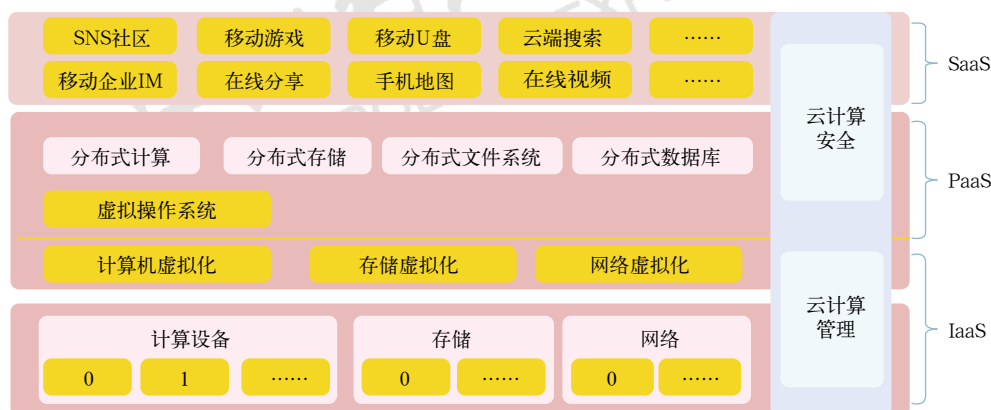 SNS社区 移动游戏 移动U盘 云端搜索 ……
移动企业IM 在线分享 手机地图 在线视频 ……
SaaS
云计算
安全
分布式计算 分布式存储 分布式文件系统 分布式数据库
PaaS
虚拟操作系统
计算机虚拟化 存储虚拟化 网络虚拟化
云计算
管理
IaaS
计算设备 存储 网络
0 1 …… 0 …… 0 ……